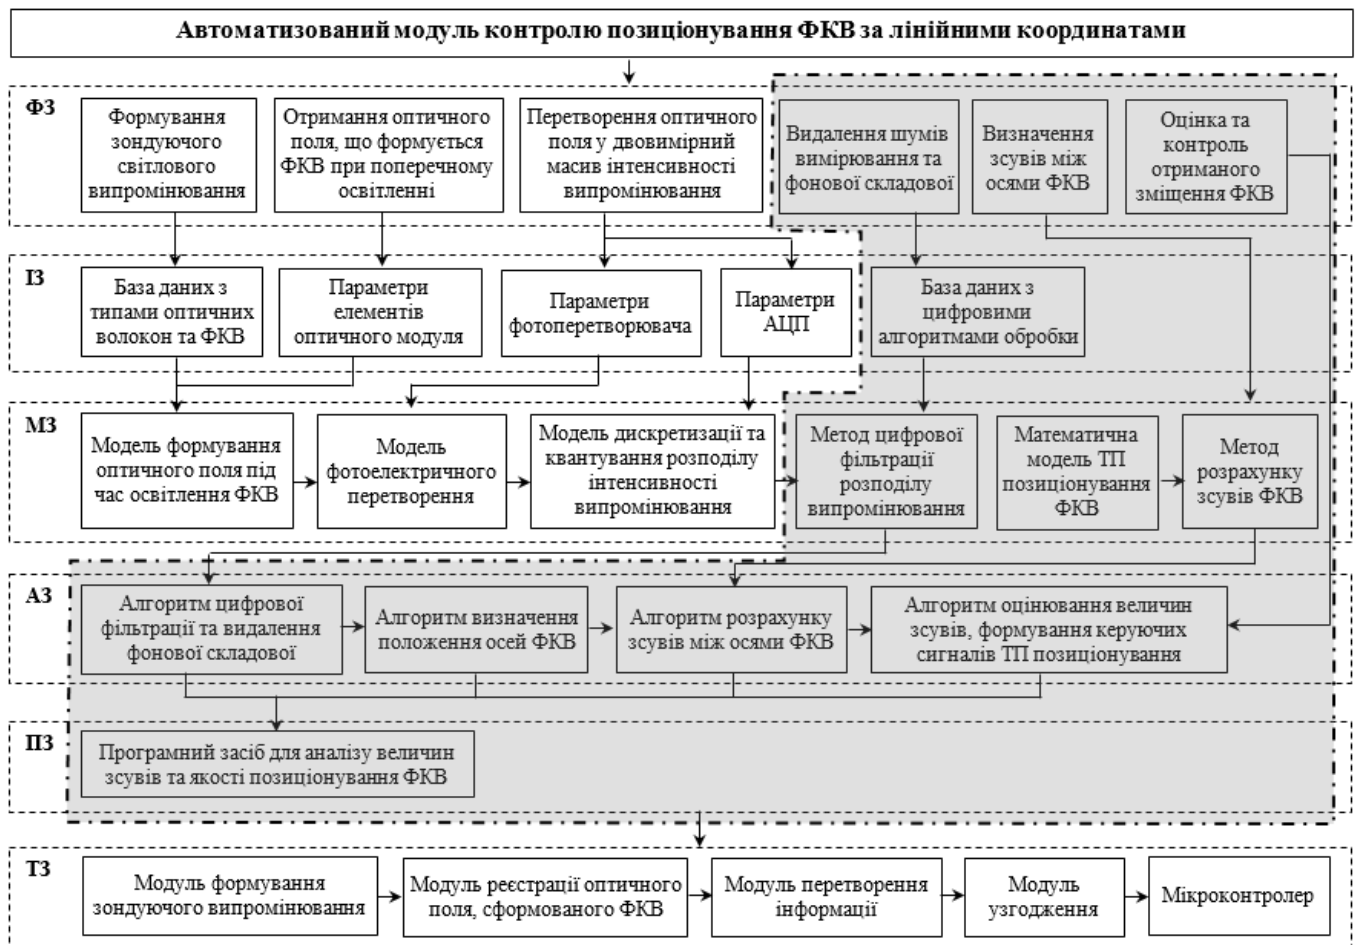 Автоматизований модуль контролю позиціонування ФКВ за лінійними координатами
ФЗ
Формування
зондуючого
світлового
випромінювання
Отримання оптичного
поля, що формується
ФКВ при поперечному
освітленні
Перетворення оптичного
поля у двовимірний
масив інтенсивності
випромінювання
Видалення шумів
вимірювання та
фонової складової
Визначення
зсувів між
осями ФКВ
Оцінка та
контроль
отриманого
зміщення ФКВ
ІЗ
База даних з
типами оптичних
волокон та ФКВ
Параметри
елементів
оптичного модуля
Параметри
фотоперетворювача
Параметри
АЦП
База даних з
цифровими
алгоритмами обробки
МЗ
Модель формування
оптичного поля під
час освітлення ФКВ
Модель
фотоелектричного
перетворення
Модель дискретизації та
квантування розподілу
інтенсивності
випромінювання
Метод цифрової
фільтрації
розподілу
випромінювання
Математична
модель ТП
позиціонування
ФКВ
Метод
розрахунку
зсувів ФКВ
АЗ
Алгоритм цифрової
фільтрації та видалення
фонової складової
Алгоритм визначення
положення осей ФКВ
Алгоритм розрахунку
зсувів між осями ФКВ
Алгоритм оцінювання величин
зсувів, формування керуючих
сигналів ТП позиціонування
ПЗ
Програмний засіб для аналізу величин
зсувів та якості позиціонування ФКВ
ТЗ
Модуль формування
зондуючого випромінювання
Модуль реєстрації оптичного
поля, сформованого ФКВ
Модуль перетворення
інформації
Модуль
узгодження
Мікроконтролер